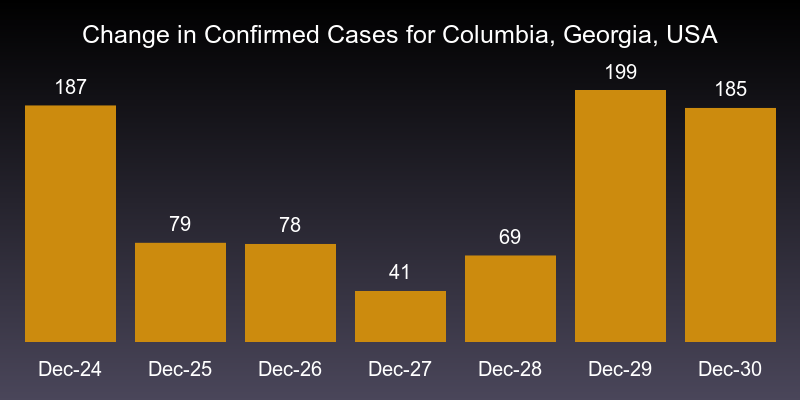 Change in Confirmed Cases for Columbia, Georgia, USA
187
79
78
41
69
199
185
Dec-24
Dec-25
Dec-26
Dec-27
Dec-28
Dec-29
Dec-30